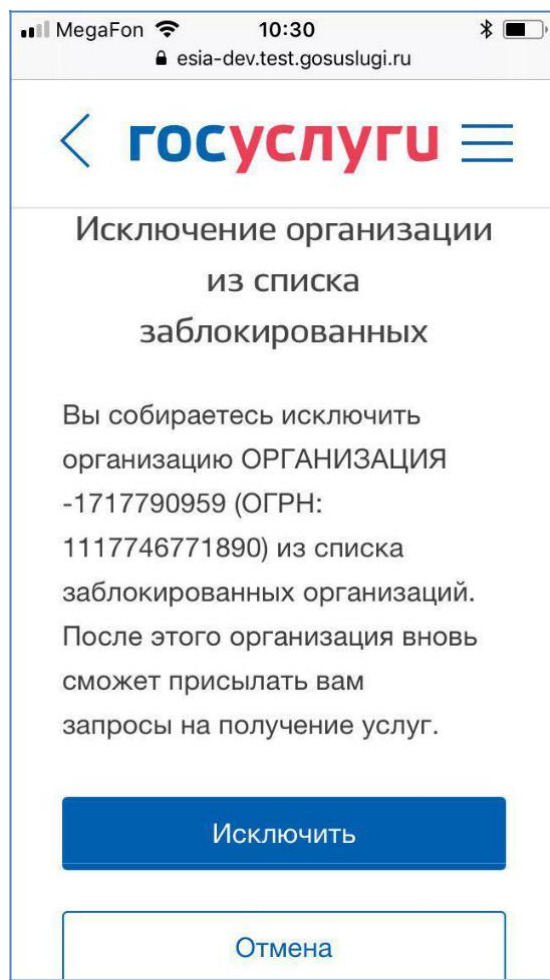 MegaFon 10:30
esia-dev.test.gosuslugi.ru
госуслуги
Исключение организации
из списка
заблокированных
Вы собираетесь исключить
организацию ОРГАНИЗАЦИЯ
-1717790959 (ОГРН:
1117746771890) из списка
заблокированных организаций.
После этого организация вновь
сможет присылать вам
запросы на получение услуг.
Исключить
Отмена